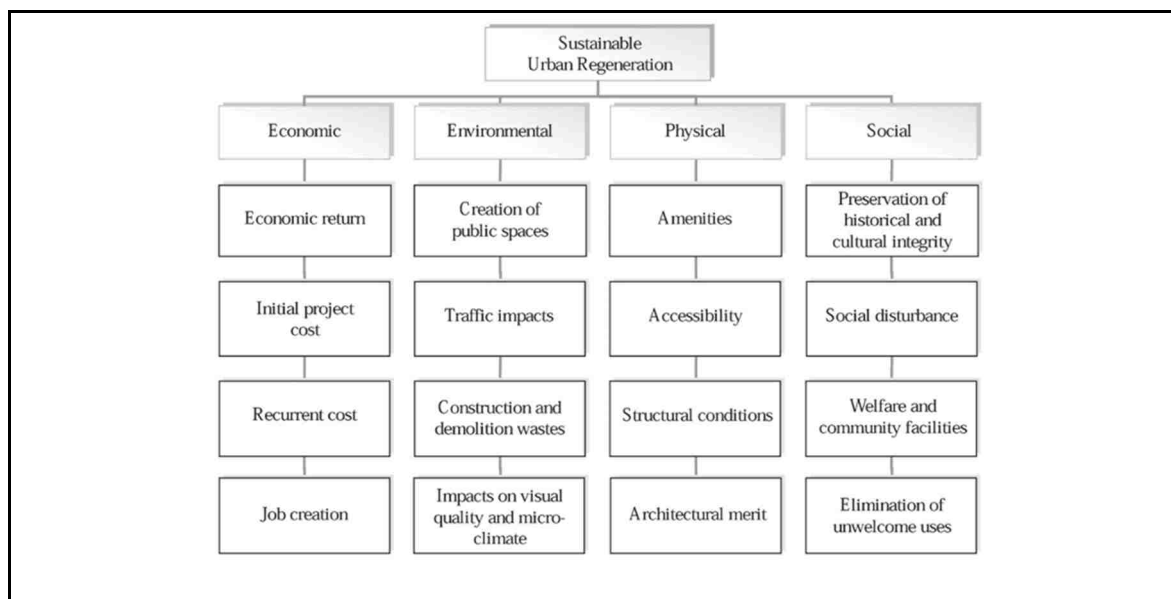 Sustainable
Urban Regeneration
Economic
Environmental
Physical
Social
Economic return
Creation of
public spaces
Amenities
Preservation of
historical and
cultural integrity
Initial project
cost
Traffic impacts
Accessibility
Social disturbance
Recurrent cost
Construction and
demolition wastes
Structural conditions
Welfare and
community facilities
Job creation
Impacts on visual
quality and micro-
climate
Architectural merit
Elimination of
unwelcome uses